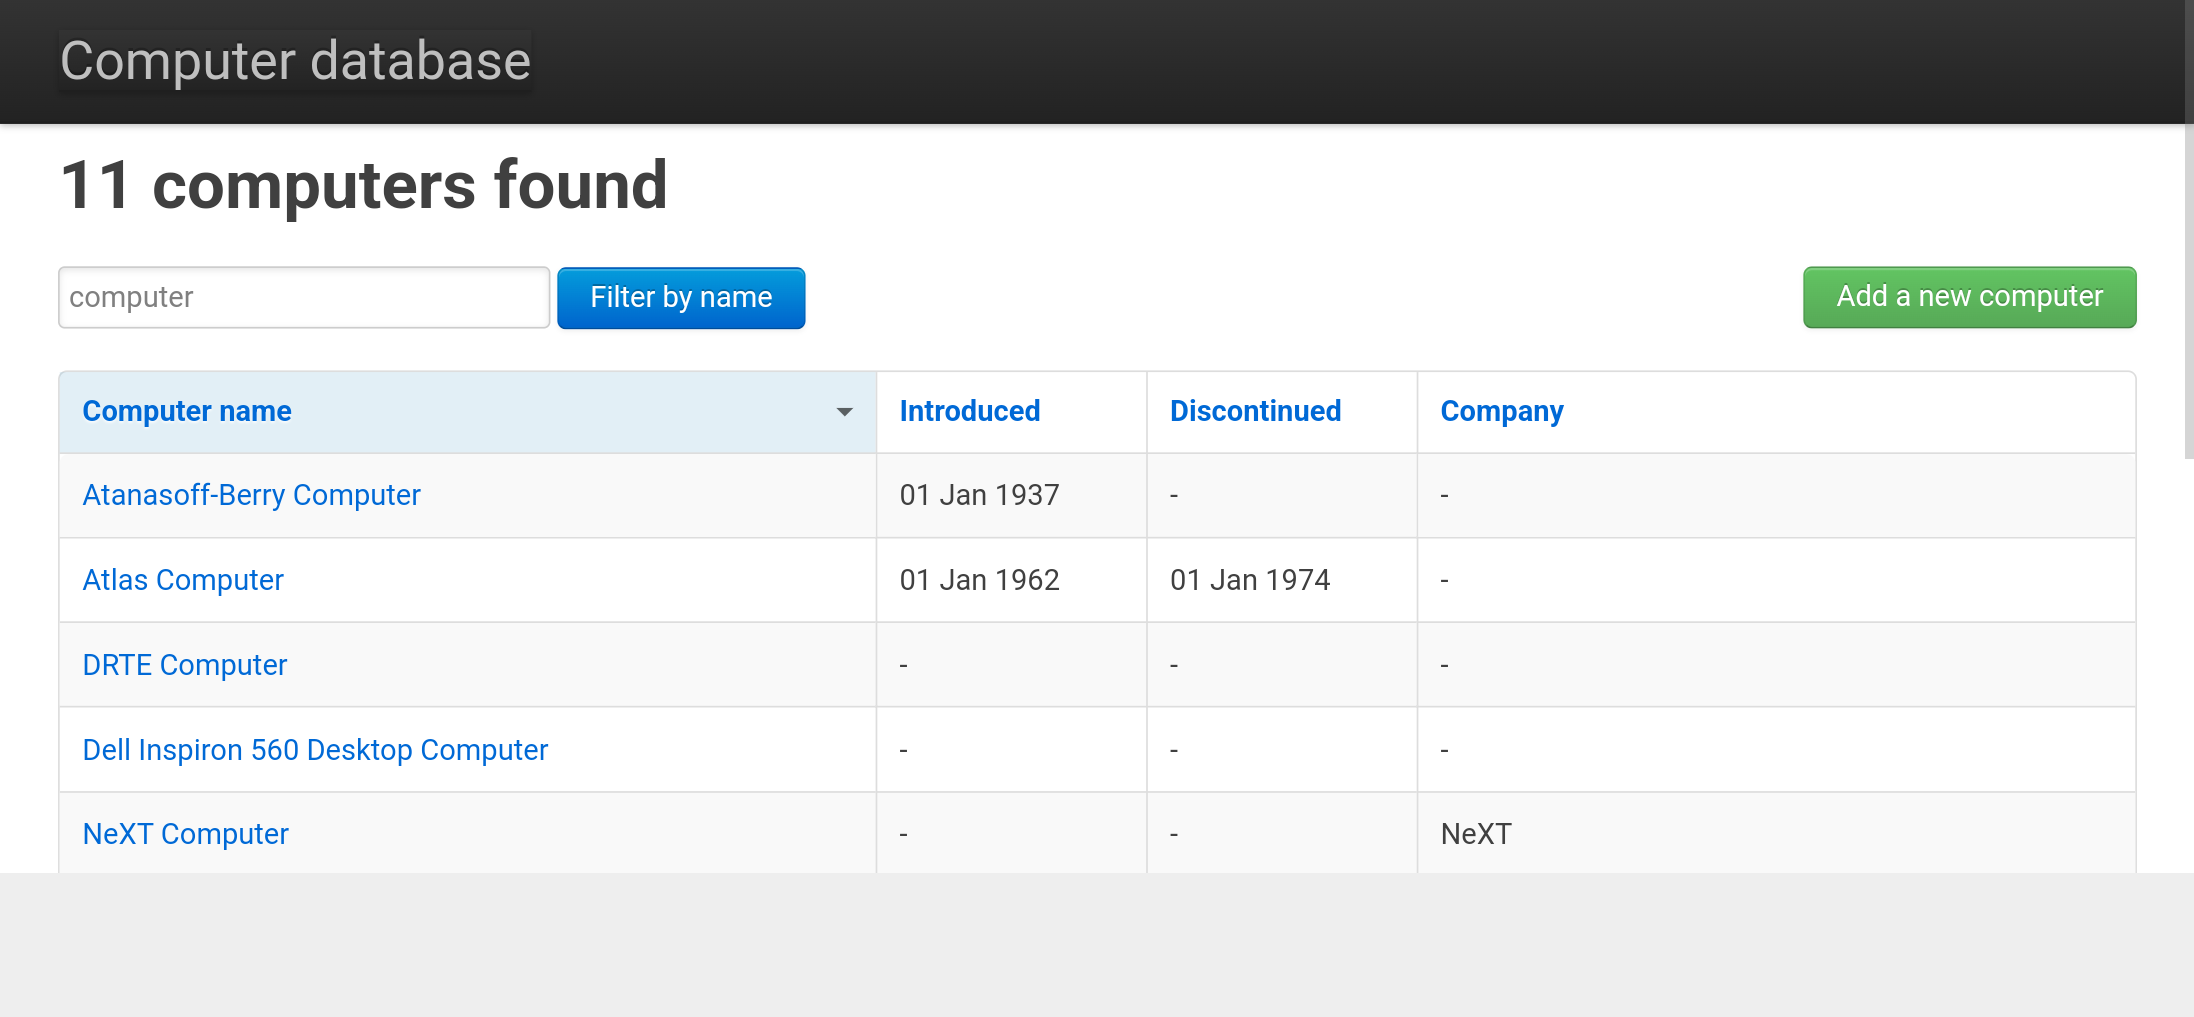 Computer database
11 computers found
computer Filter by name Add a new computer
Computer name Introduced Discontinued Company
Atanasoff-Berry Computer 01 Jan 1937 - -
Atlas Computer 01 Jan 1962 01 Jan 1974 -
DRTE Computer - - -
Dell Inspiron 560 Desktop Computer - - -
NeXT Computer - - NeXT